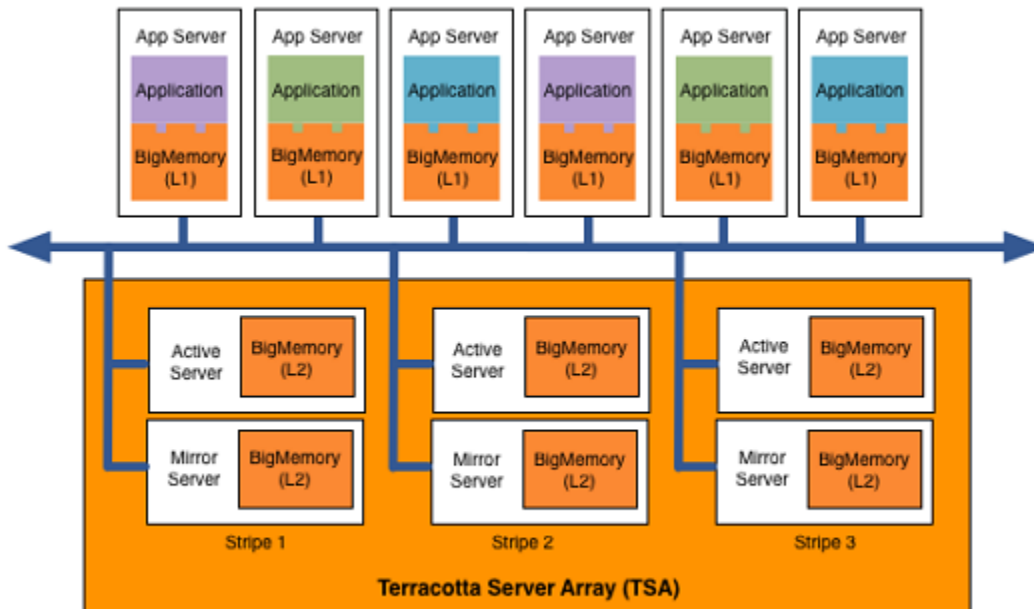 App Server
App Server
App Server
App Server
App Server
App Server
Application
Application
Application
Application
Application
Application
BigMemory
(L1)
BigMemory
(L1)
BigMemory
(L1)
BigMemory
(L1)
BigMemory
(L1)
BigMemory
(L1)
Active
Server
BigMemory
(L2)
Active
Server
BigMemory
(L2)
Active
Server
BigMemory
(L2)
Mirror
Server
BigMemory
(L2)
Mirror
Server
BigMemory
(L2)
Mirror
Server
BigMemory
(L2)
Stripe 1
Stripe 2
Stripe 3
Terracotta Server Array (TSA)